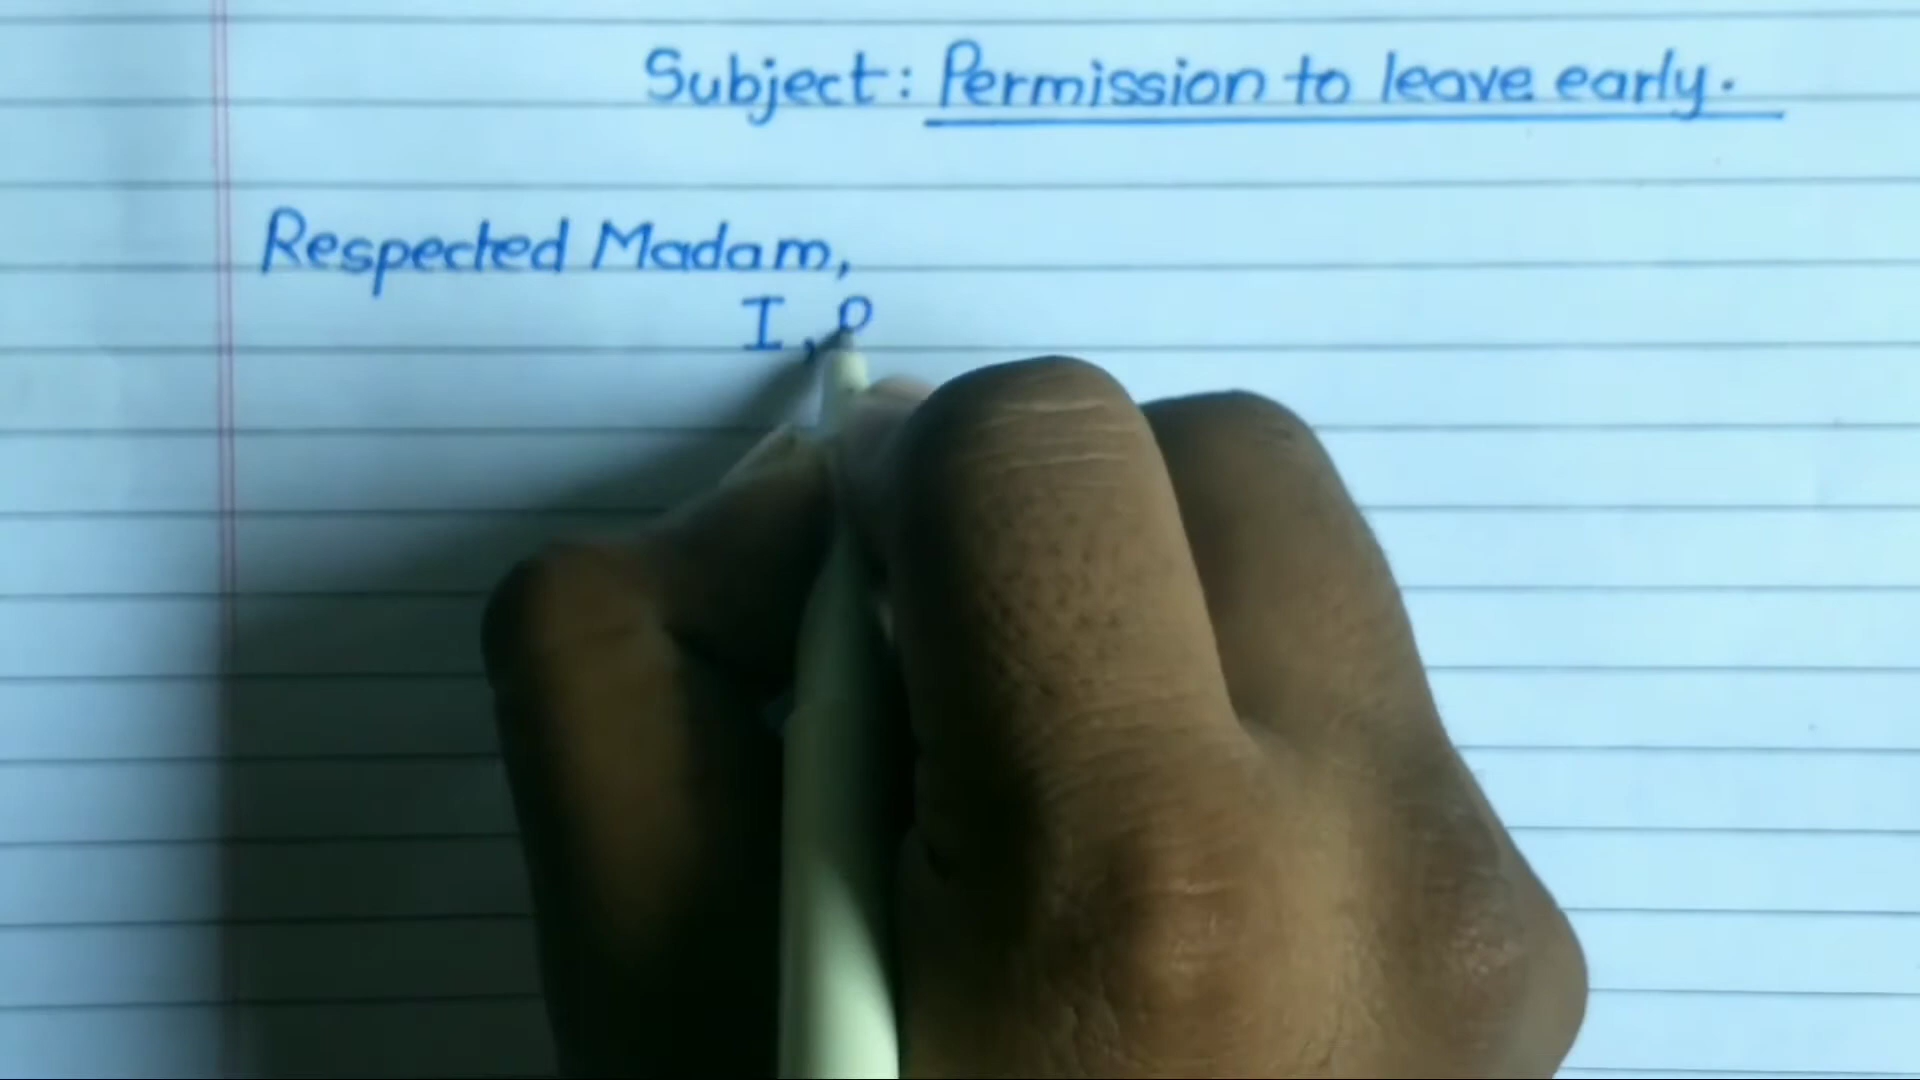 Subject: Permission to leave early.
Respected Madam,
I, P